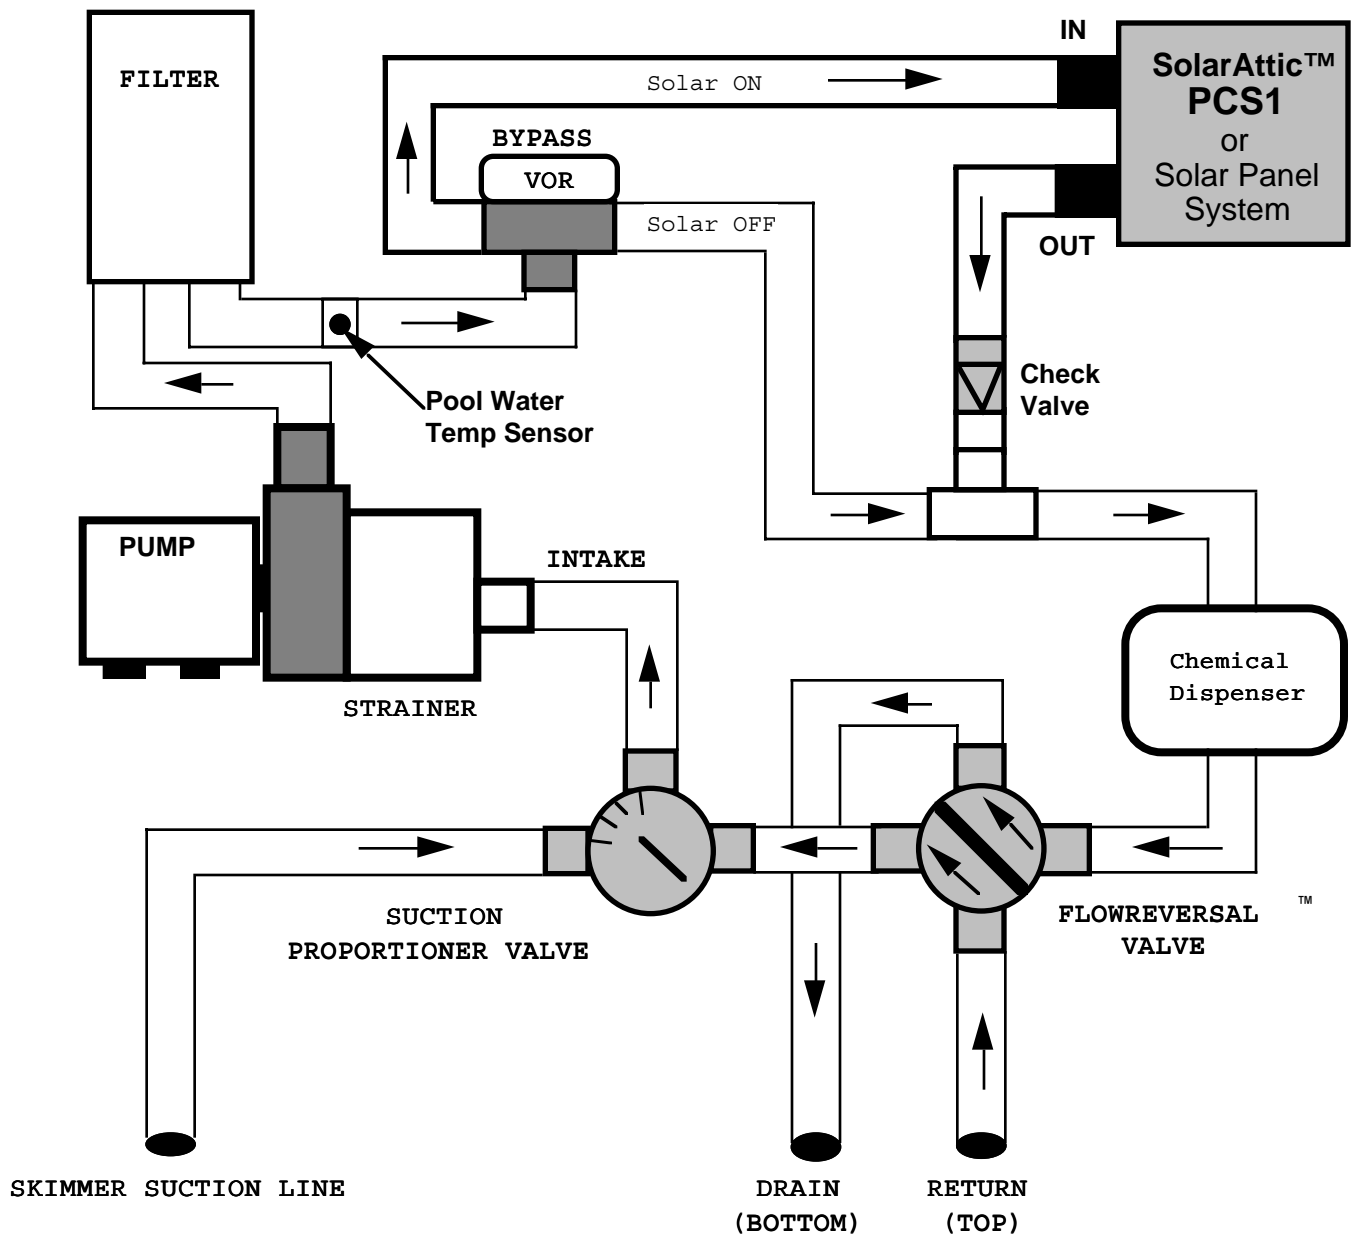 IN
FILTER
Solar ON
SolarAttic™
PCS1
or
Solar Panel
System
BYPASS
VOR
Solar OFF
OUT
Check
Valve
Pool Water
Temp Sensor
PUMP
INTAKE
STRAINER
Chemical
Dispenser
SUCTION
PROPORTIONER VALVE
FLOWREVERSAL ™
VALVE
SKIMMER SUCTION LINE
DRAIN
(BOTTOM)
RETURN
(TOP)